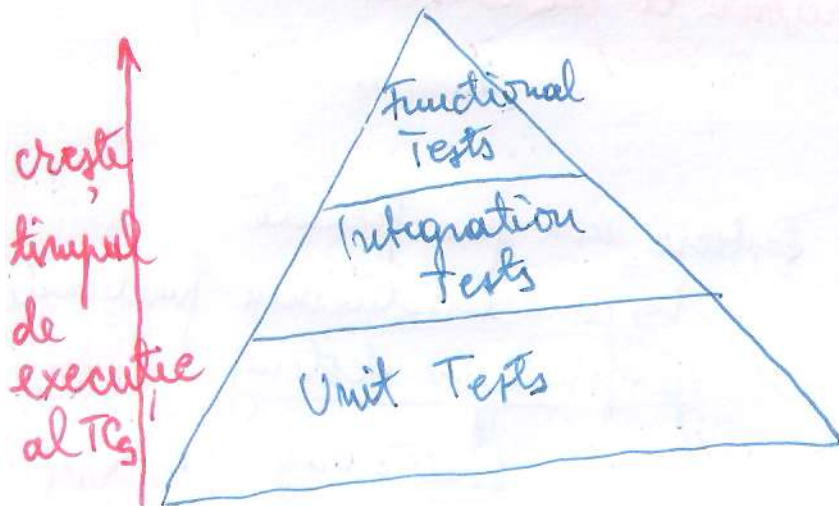 crește
timpul
de
execuție
al TCs
Functional
Tests
Integration
Tests
Unit Tests